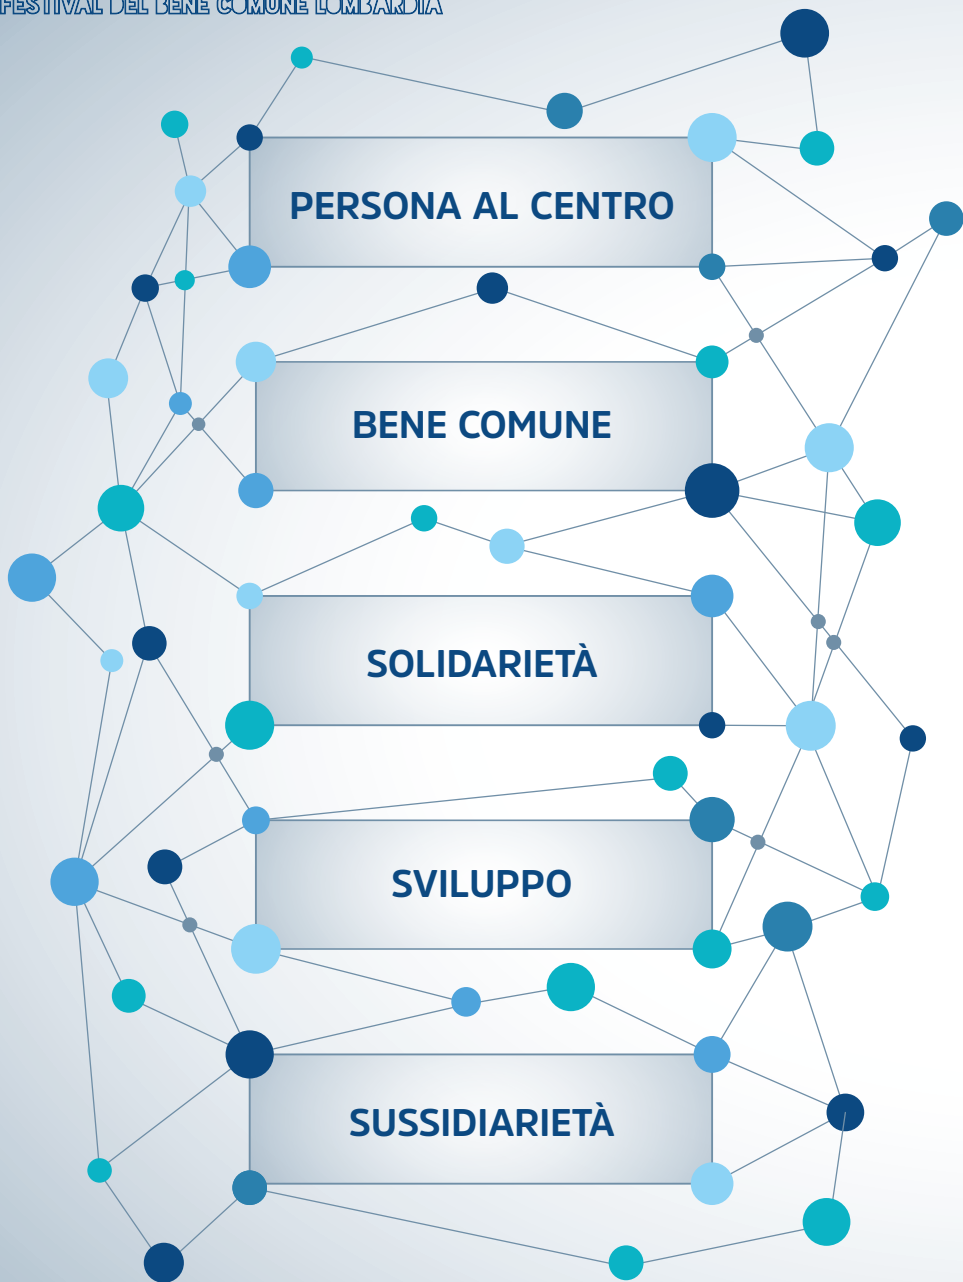 FESTIVAL DEL BENE COMUNE LOMBARDIA
PERSONA AL CENTRO
BENE COMUNE
SOLIDARIETÀ
SVILUPPO
SUSSIDIARIETÀ